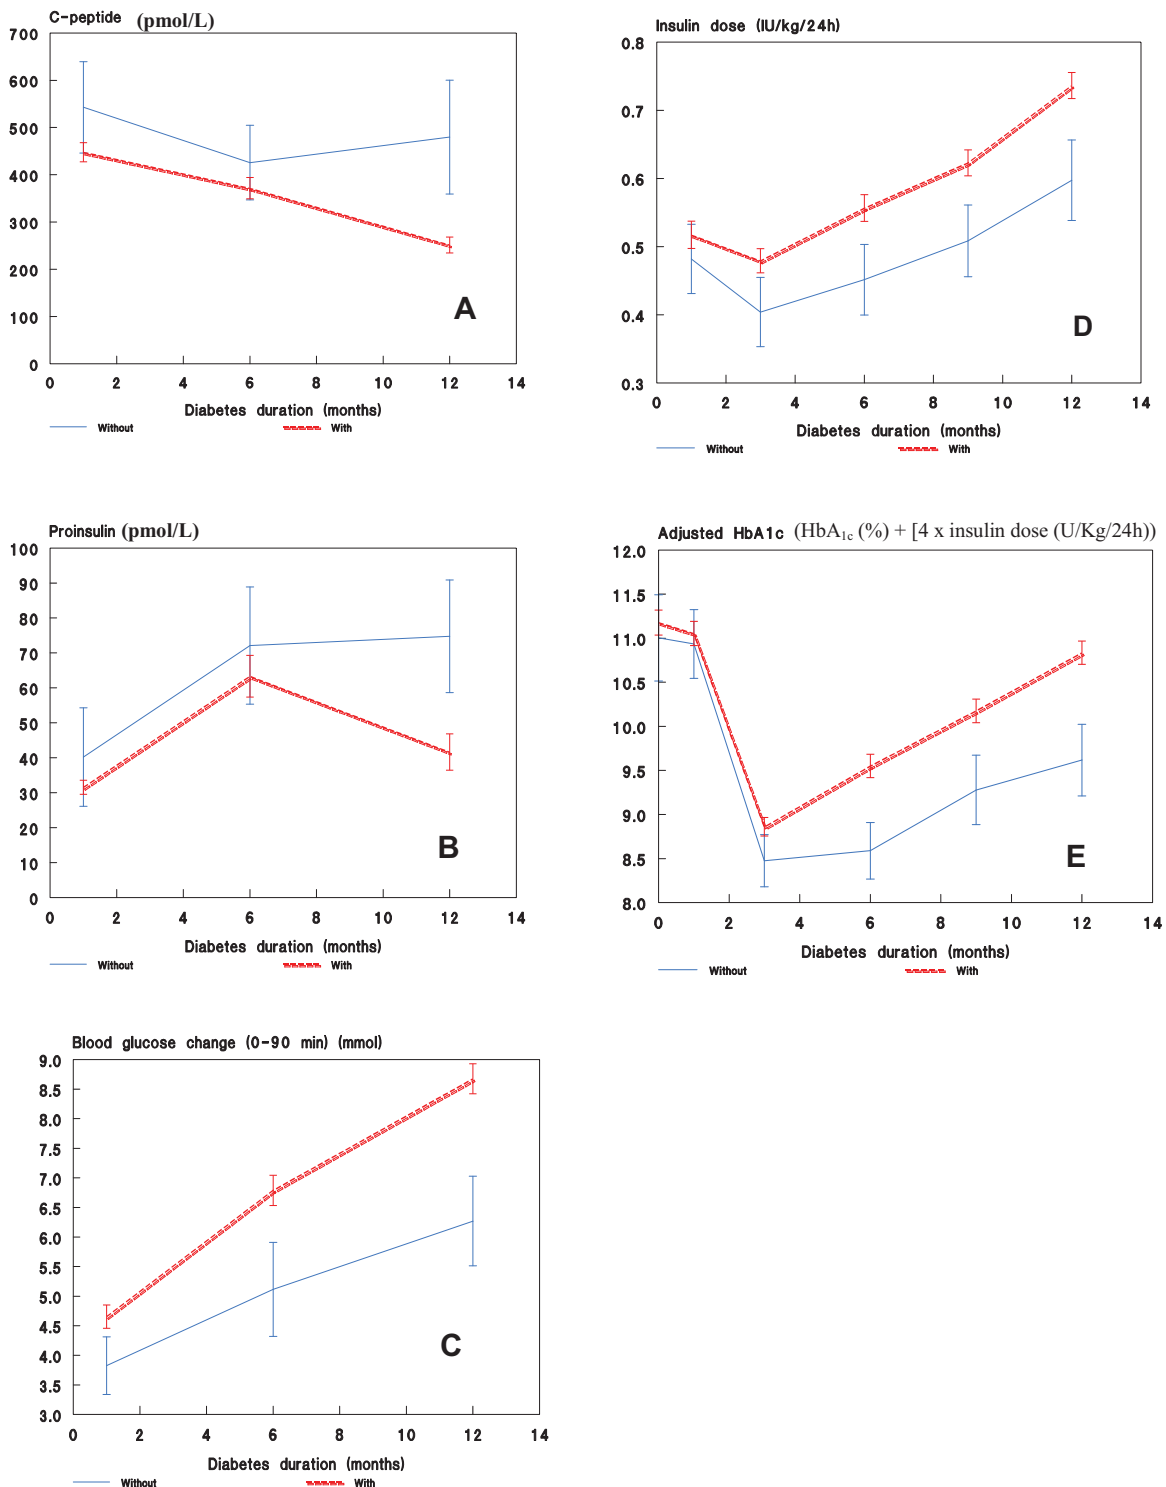 C-peptide (pmol/L)
700
600
500
400
300
200
100
0
A
0 2 4 6 8 10 12 14
Diabetes duration (months)
Without With
Insulin dose (IU/kg/24h)
0.8
0.7
0.6
0.5
0.4
0.3
D
0 2 4 6 8 10 12 14
Diabetes duration (months)
Without With
Proinsulin (pmol/L)
100
90
80
70
60
50
40
30
20
10
0
B
0 2 4 6 8 10 12 14
Diabetes duration (months)
Without With
Adjusted HbA1c (HbA1c (%) + [4 x insulin dose (U/Kg/24h))
12.0
11.5
11.0
10.5
10.0
9.5
9.0
8.5
8.0
E
0 2 4 6 8 10 12 14
Diabetes duration (months)
Without With
Blood glucose change (0-90 min) (mmol)
9.0
8.5
8.0
7.5
7.0
6.5
6.0
5.5
5.0
4.5
4.0
3.5
3.0
C
0 2 4 6 8 10 12 14
Diabetes duration (months)
Without With